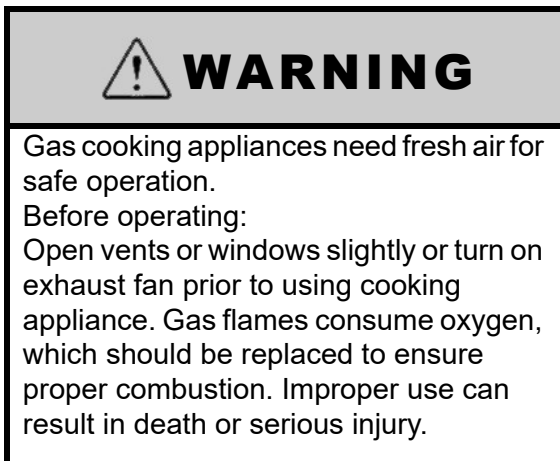 WARNING
Gas cooking appliances need fresh air for
safe operation.
Before operating:
Open vents or windows slightly or turn on
exhaust fan prior to using cooking
appliance. Gas flames consume oxygen,
which should be replaced to ensure
proper combustion. Improper use can
result in death or serious injury.